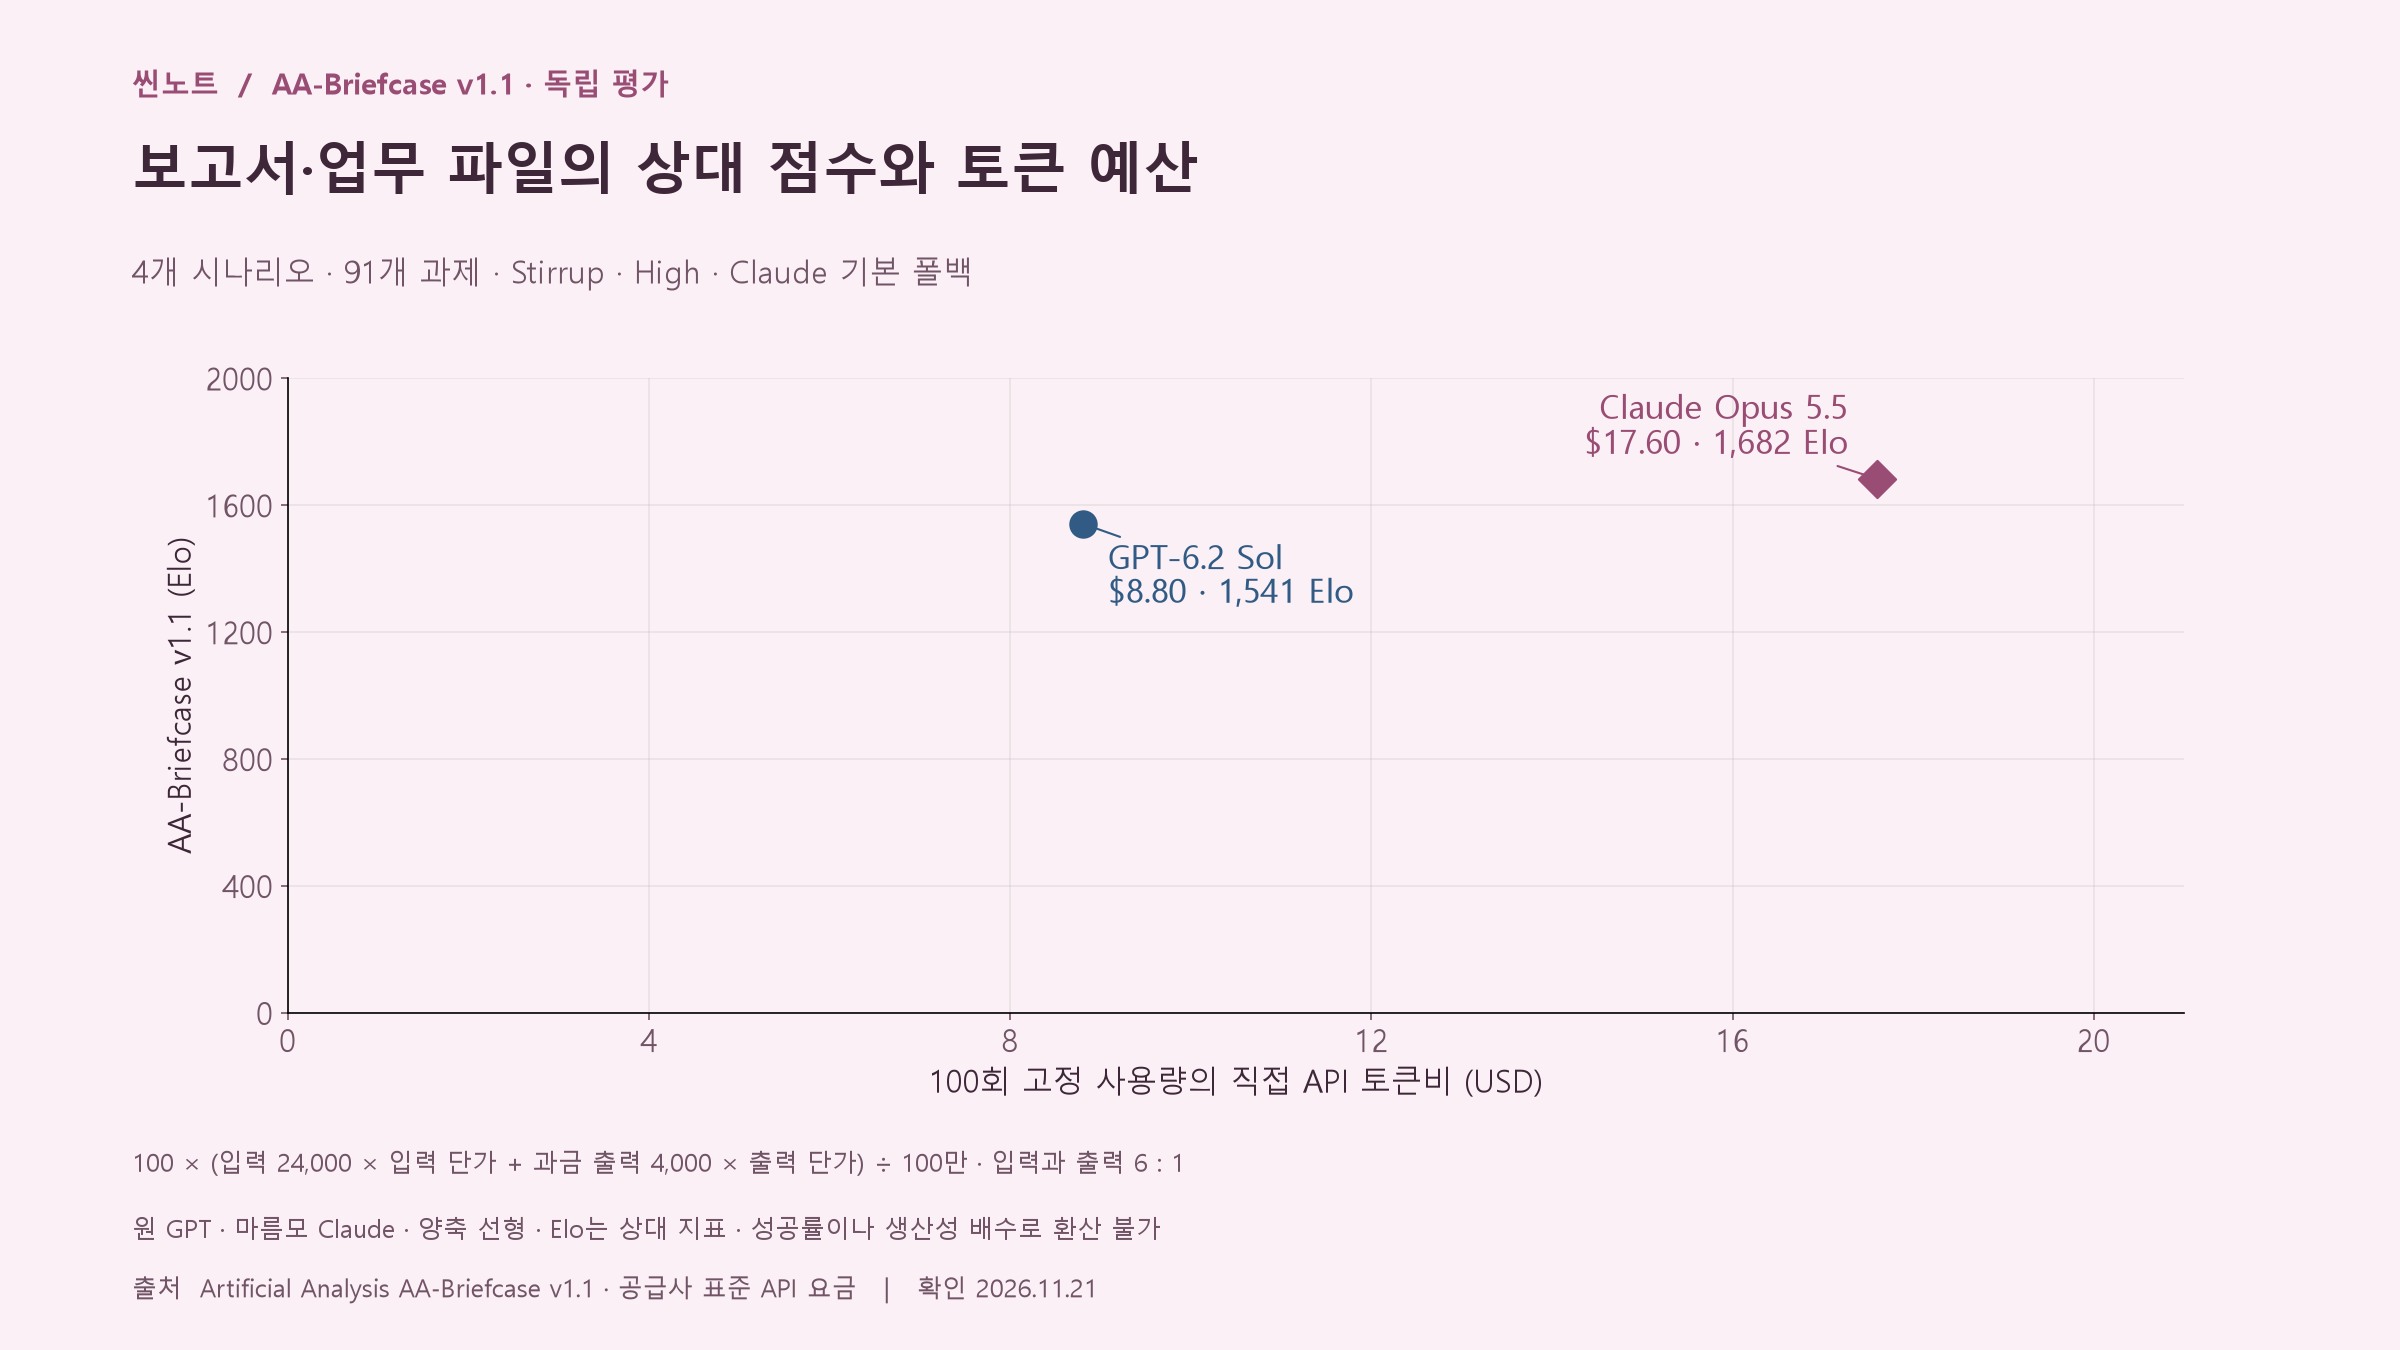 씬노트 / AA-Briefcase v1.1 · 독립 평가
보고서·업무 파일의 상대 점수와 토큰 예산
4개 시나리오 · 91개 과제 · Stirrup · High · Claude 기본 폴백
AA-Briefcase v1.1 (Elo)
2000
1600
1200
800
400
0
Claude Opus 5.5
$17.60 · 1,682 Elo
GPT-6.2 Sol
$8.80 · 1,541 Elo
0 4 8 12 16 20
100회 고정 사용량의 직접 API 토큰비 (USD)
100 × (입력 24,000 × 입력 단가 + 과금 출력 4,000 × 출력 단가) ÷ 100만 · 입력과 출력 6 : 1
원 GPT · 마름모 Claude · 양축 선형 · Elo는 상대 지표 · 성공률이나 생산성 배수로 환산 불가
출처 Artificial Analysis AA-Briefcase v1.1 · 공급사 표준 API 요금 | 확인 2026.11.21